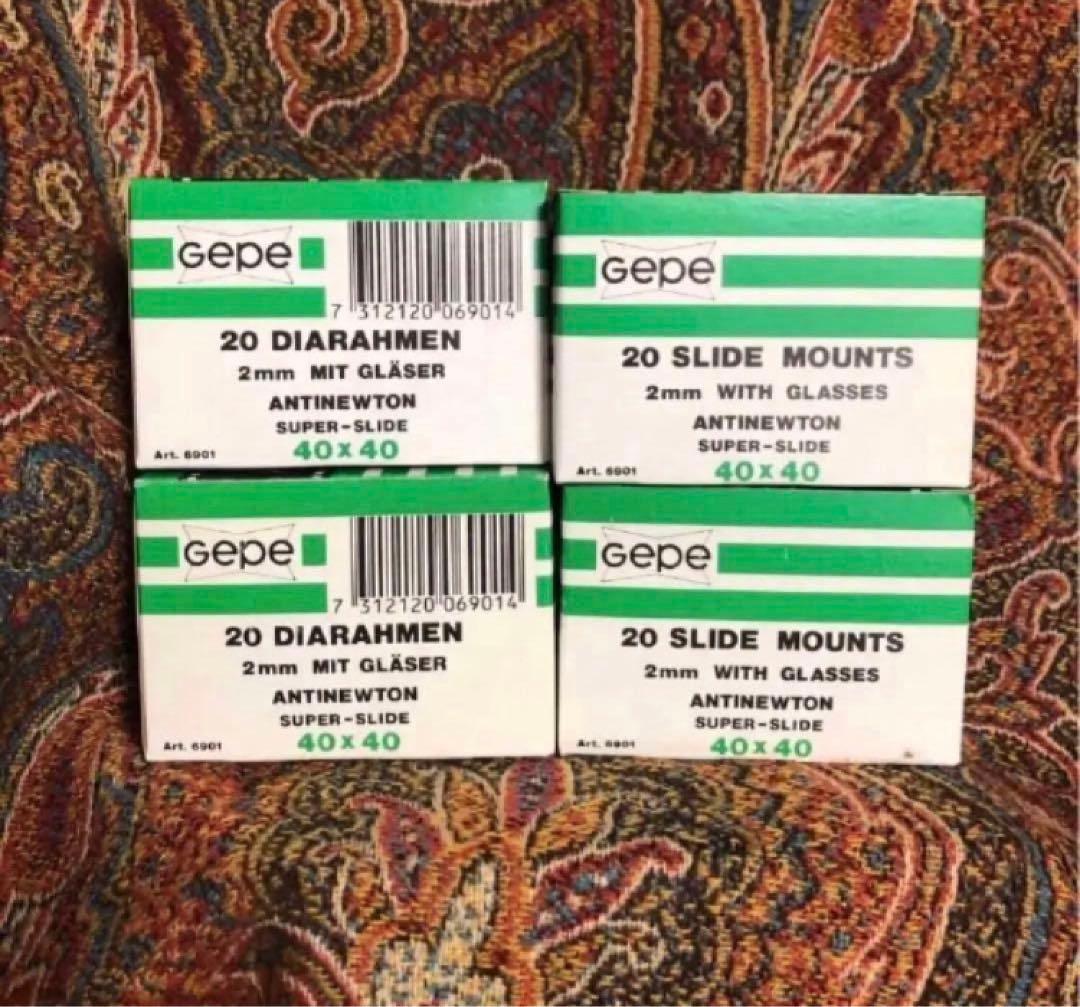 Gepe
7 312120 069014
20 DIARAHMEN
2mm MIT GLÄSER
ANTINEWTON
SUPER-SLIDE
Art. 6901
40 x 40
Gepe
20 SLIDE MOUNTS
2mm WITH GLASSES
ANTINEWTON
SUPER-SLIDE
Art. 6901
40 x 40
Gepe
7 312120 069014
20 DIARAHMEN
2mm MIT GLÄSER
ANTINEWTON
SUPER-SLIDE
Art. 6901
40 x 40
Gepe
20 SLIDE MOUNTS
2mm WITH GLASSES
ANTINEWTON
SUPER-SLIDE
Art. 6901
40 x 40